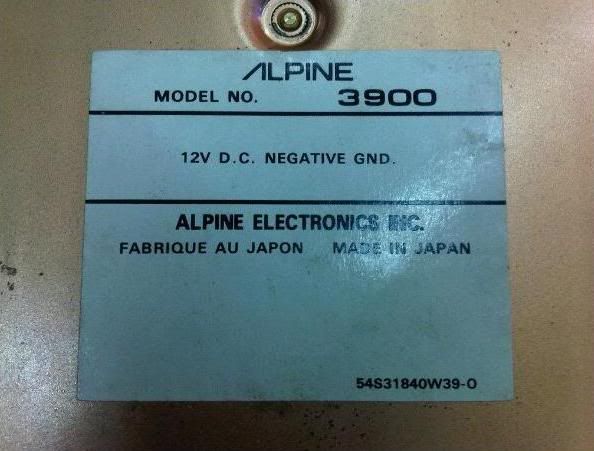 ALPINE
MODEL NO. 3900
12V D.C. NEGATIVE GND.
ALPINE ELECTRONICS INC.
FABRIQUE AU JAPON MADE IN JAPAN
54S31840W39-O